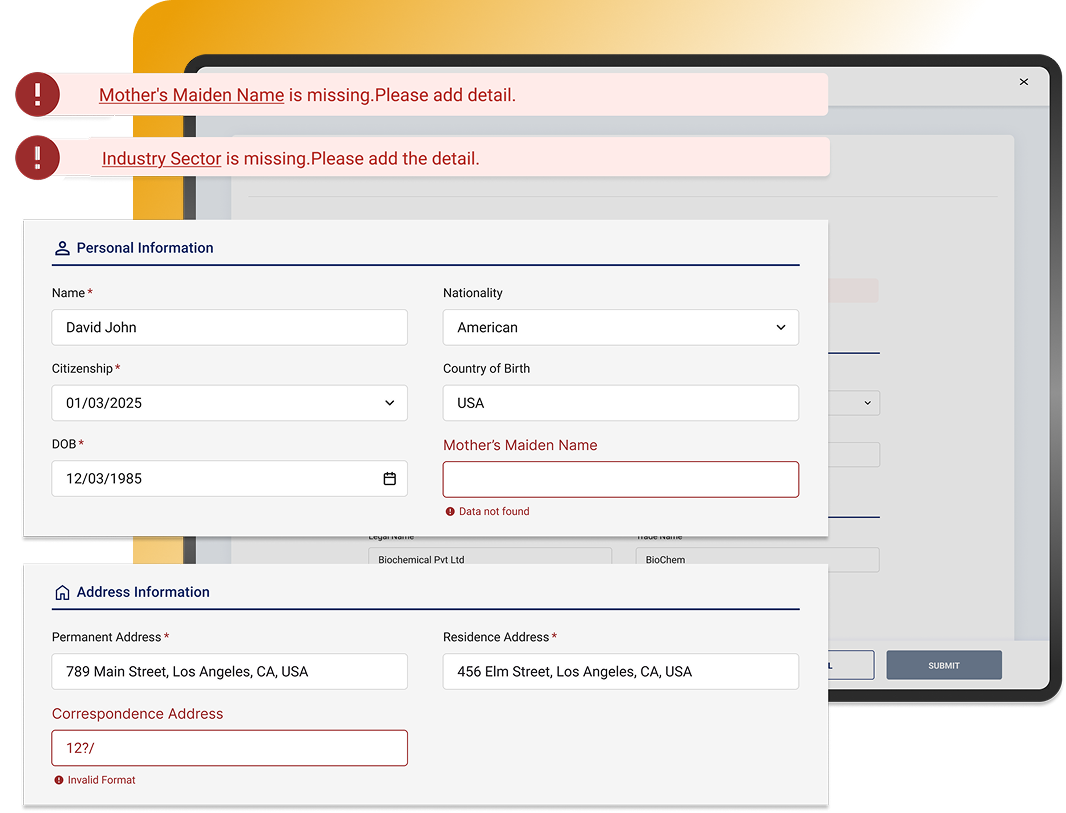 Mother's Maiden Name is missing.Please add detail.
Industry Sector is missing.Please add the detail.
Personal Information
Name*
Nationality
David John
American
Citizenship*
Country of Birth
01/03/2025
USA
DOB*
Mother's Maiden Name
12/03/1985
Data not found
Legal Name
Trade Name
Biochemical Pvt Ltd
BioChem
Address Information
Permanent Address*
Residence Address*
789 Main Street, Los Angeles, CA, USA
456 Elm Street, Los Angeles, CA, USA
L
SUBMIT
Correspondence Address
12?/
Invalid Format